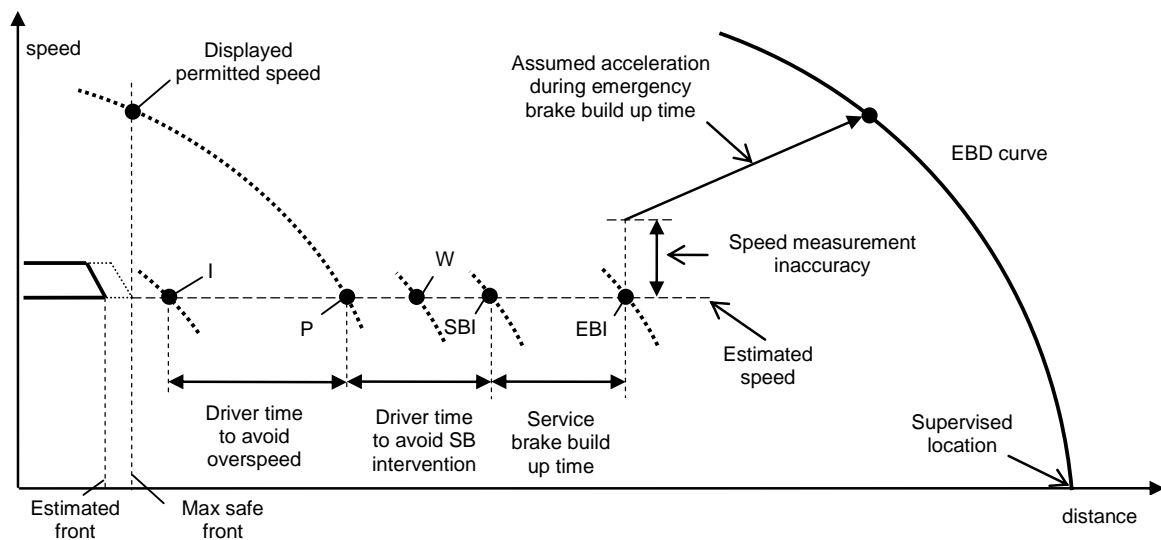 speed
Displayed
permitted speed
Assumed acceleration
during emergency
brake build up time
EBD curve
I
W
P
SBI
EBI
Speed measurement
inaccuracy
Estimated
speed
Driver time
to avoid
overspeed
Driver time
to avoid SB
intervention
Service
brake build
up time
Supervised
location
Estimated
front
Max safe
front
distance